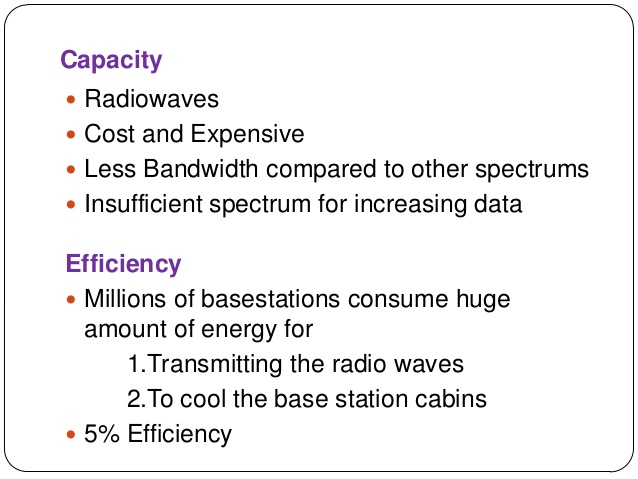 Capacity
• Radiowaves
• Cost and Expensive
• Less Bandwidth compared to other spectrums
• Insufficient spectrum for increasing data
Efficiency
• Millions of basestations consume huge
amount of energy for
1.Transmitting the radio waves
2.To cool the base station cabins
• 5% Efficiency